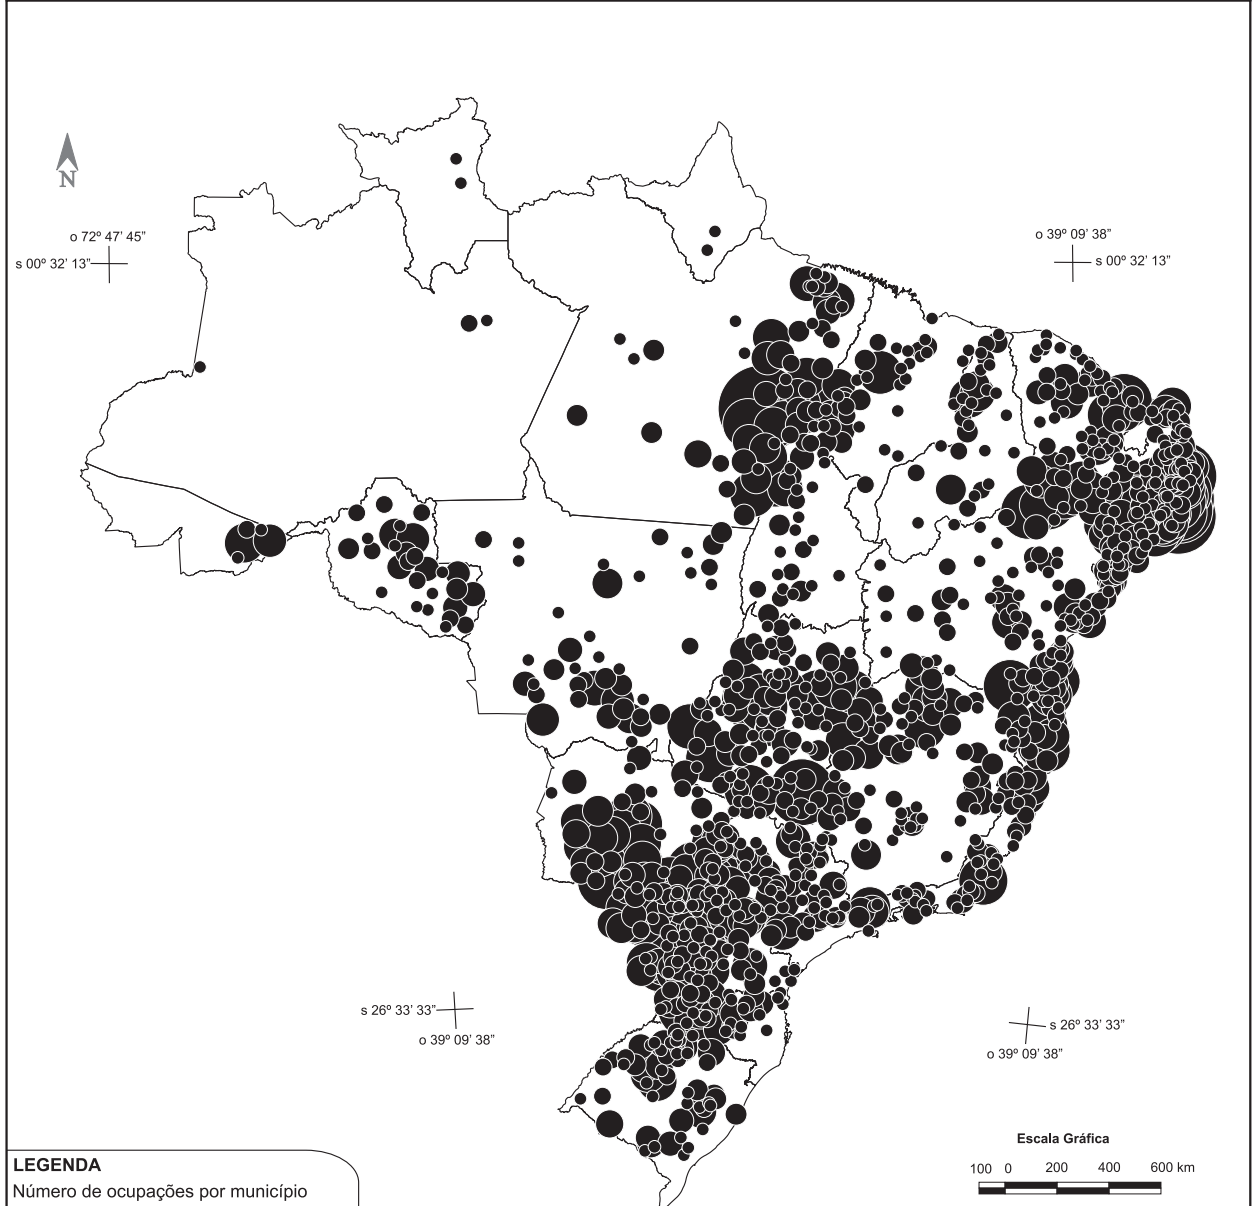 N
o 72º 47’ 45”
s 00º 32’ 13”
o 39º 09’ 38”
s 00º 32’ 13”
s 26º 33’ 33”
o 39º 09’ 38”
s 26º 33’ 33”
o 39º 09’ 38”
Escala Gráfica
100 0 200 400 600 km
LEGENDA
Número de ocupações por município